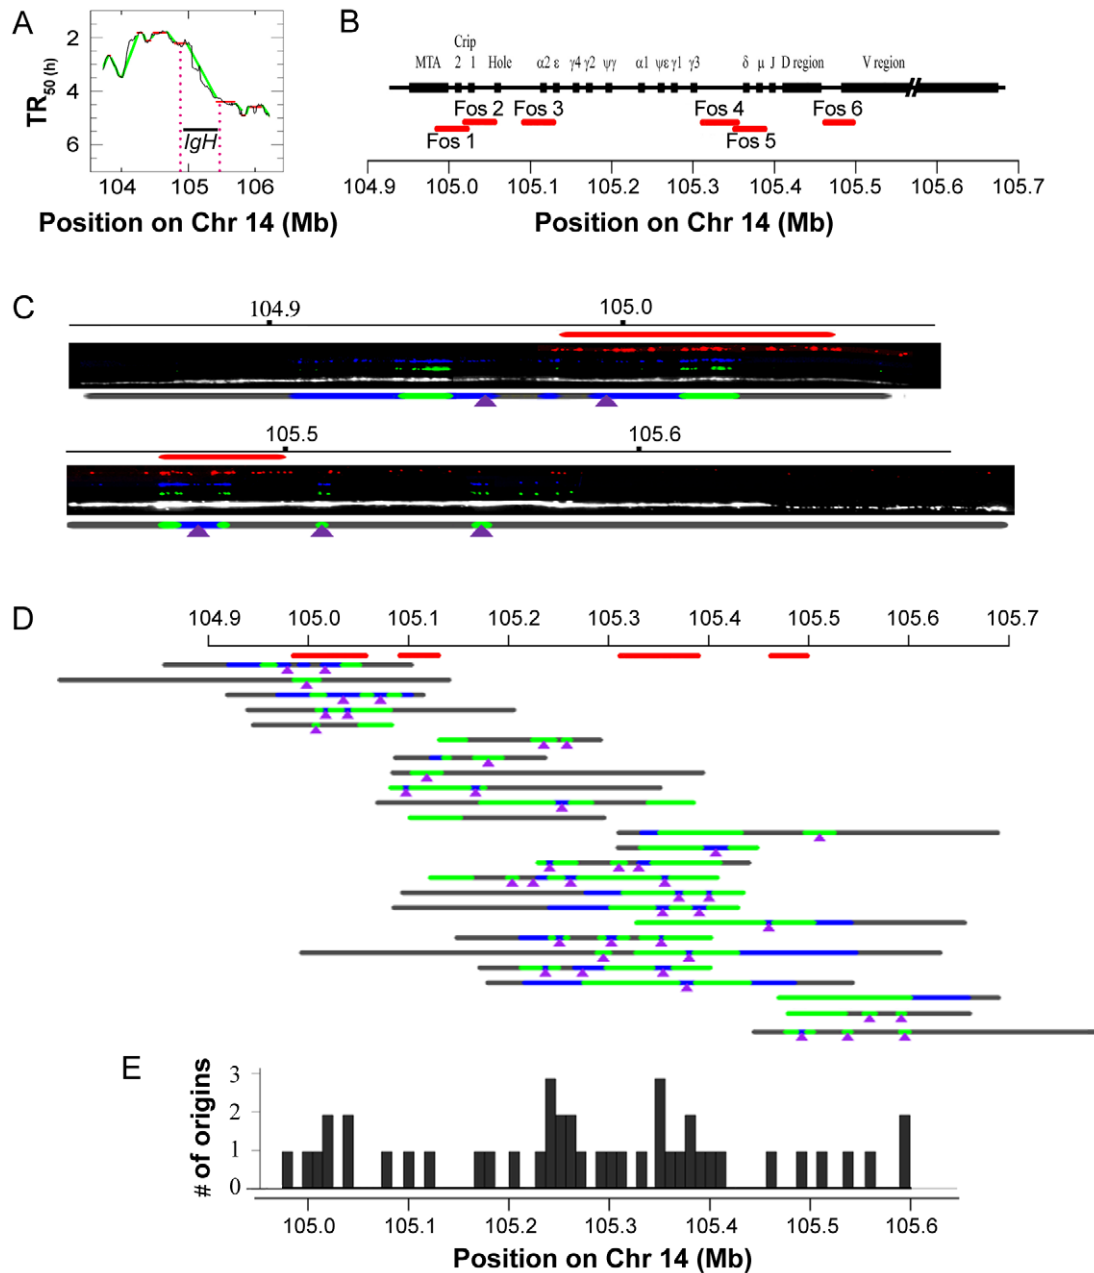 A
TR50 (h)
2
4
6
IgH
104 105 106
Position on Chr 14 (Mb)
B
Crip
MTA 2 1 Hole α2 ε γ4 γ2 ψγ α1 ψε γ1 γ3 δ μ J D region V region
Fos 2 Fos 3 Fos 4 Fos 6
Fos 1 Fos 5
104.9 105.0 105.1 105.2 105.3 105.4 105.5 105.6 105.7
Position on Chr 14 (Mb)
C
104.9 105.0
105.5 105.6
D
104.9 105.0 105.1 105.2 105.3 105.4 105.5 105.6 105.7
E
# of origins
3
2
1
0
105.0 105.1 105.2 105.3 105.4 105.5 105.6
Position on Chr 14 (Mb)